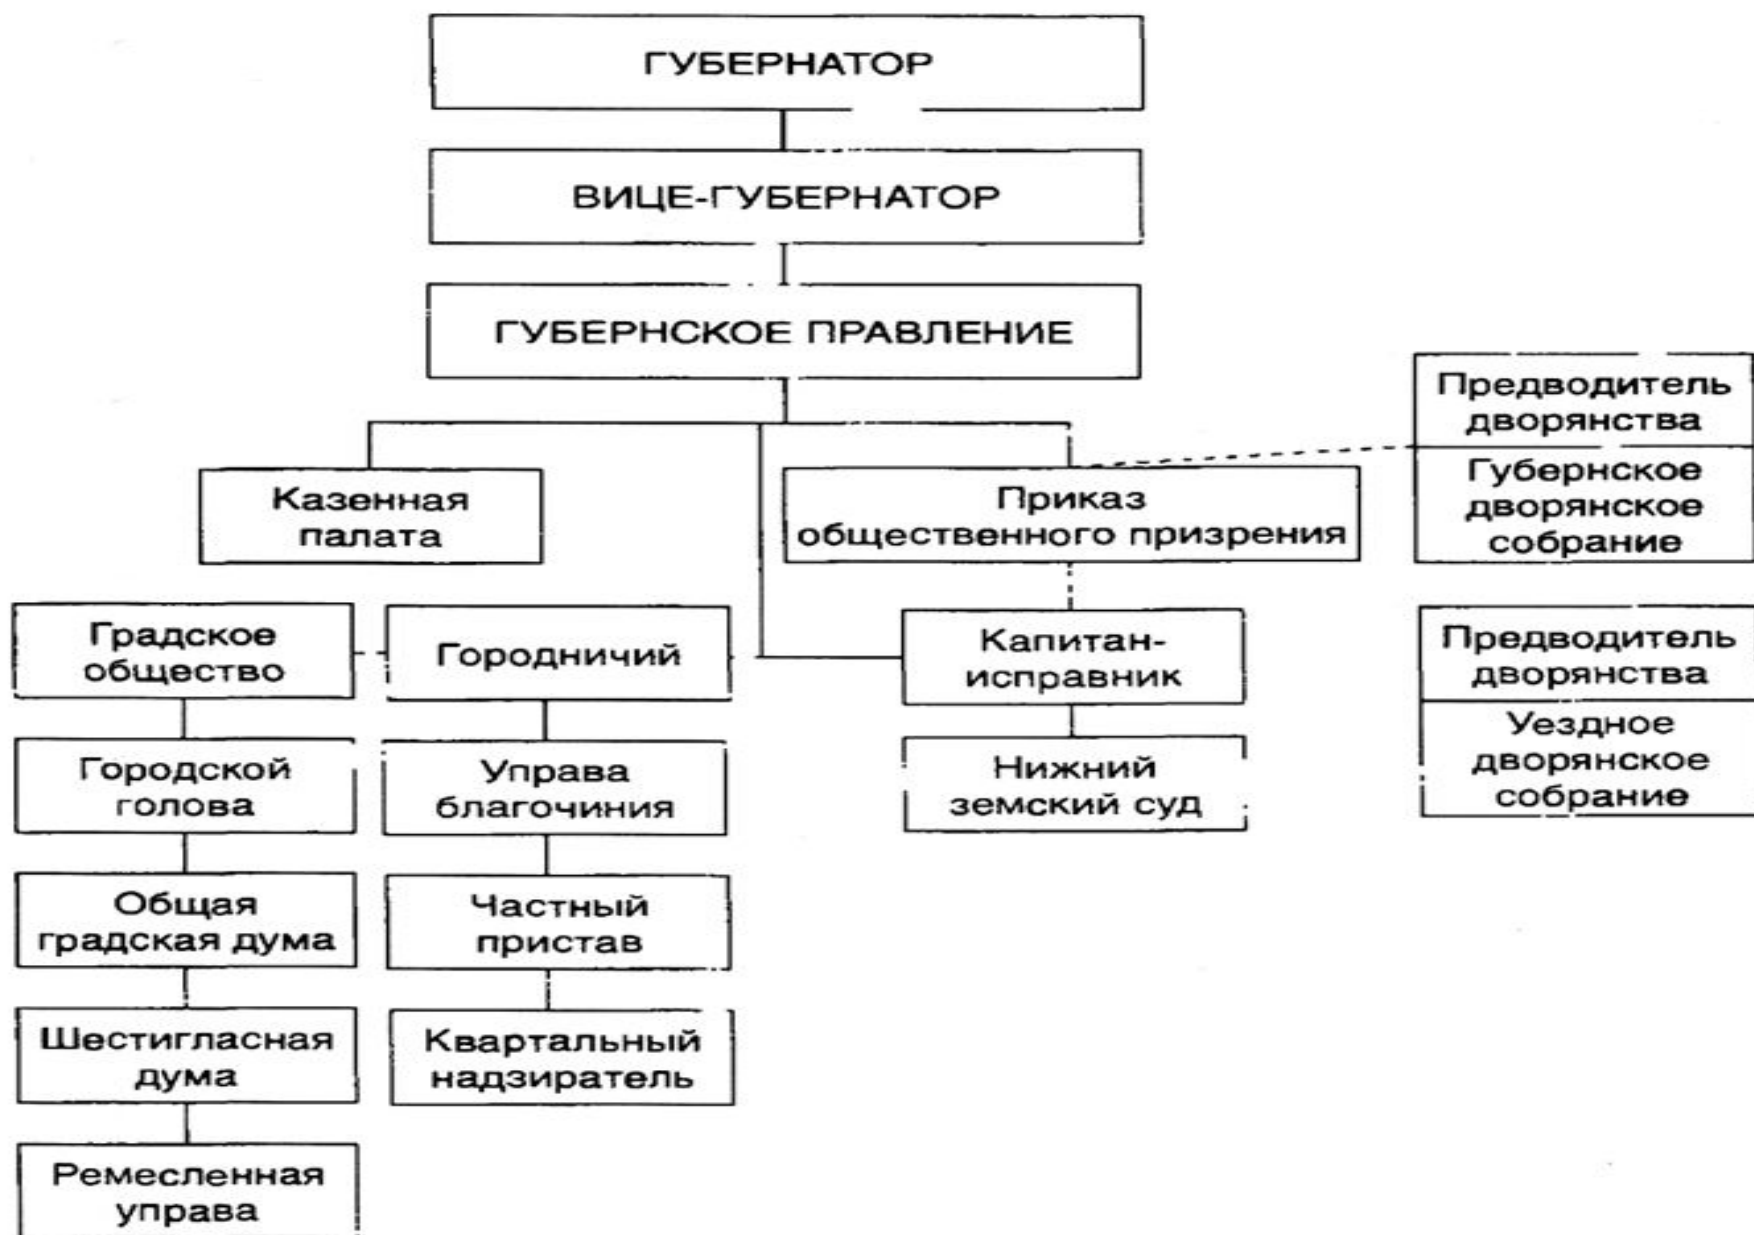 ГУБЕРНАТОР
ВИЦЕ-ГУБЕРНАТОР
ГУБЕРНСКОЕ ПРАВЛЕНИЕ
Предводитель
дворянства
Губернское
дворянское
собрание
Казенная
палата
Приказ
общественного призрения
Градское
общество
Городничий
Капитан-
исправник
Предводитель
дворянства
Уездное
дворянское
собрание
Городской
голова
Управа
благочиния
Нижний
земский суд
Общая
градская дума
Частный
пристав
Шестигласная
дума
Квартальный
надзиратель
Ремесленная
управа